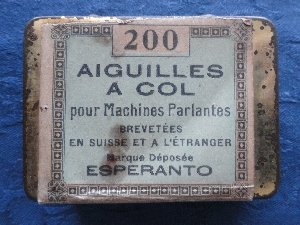 200
AIGUILLES
A COL
pour Machines Parlantes
BREVETÉES
EN SUISSE ET A L'ÉTRANGER
Marque Déposée
ESPERANTO